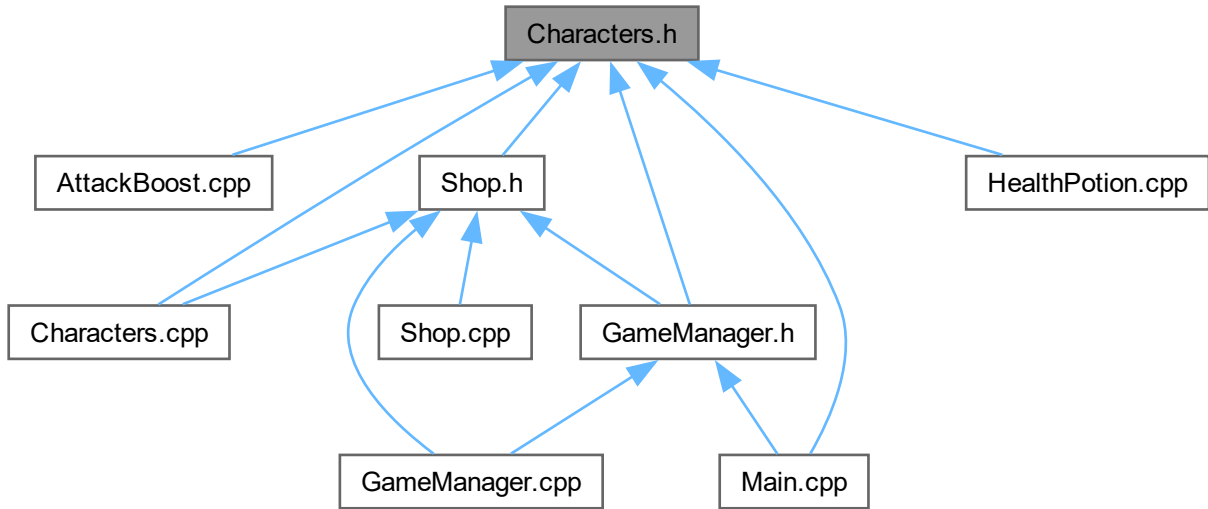 Characters.h
AttackBoost.cpp
Shop.h
HealthPotion.cpp
Characters.cpp
Shop.cpp
GameManager.h
GameManager.cpp
Main.cpp